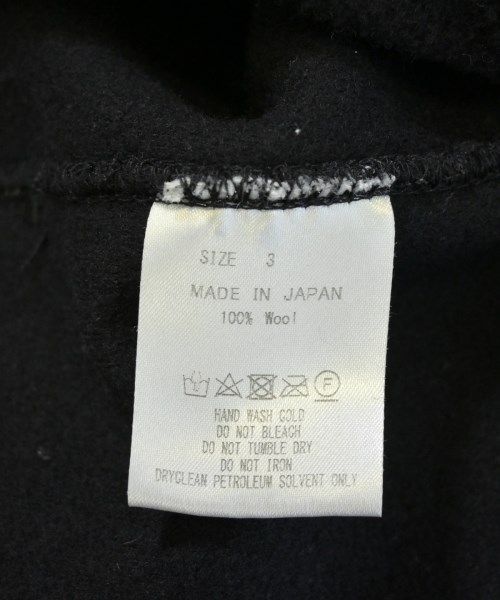 SIZE 3
MADE IN JAPAN
100% Wool
F
HAND WASH COLD
DO NOT BLEACH
DO NOT TUMBLE DRY
DO NOT IRON
DRYCLEAN PETROLEUM SOLVENT ONLY